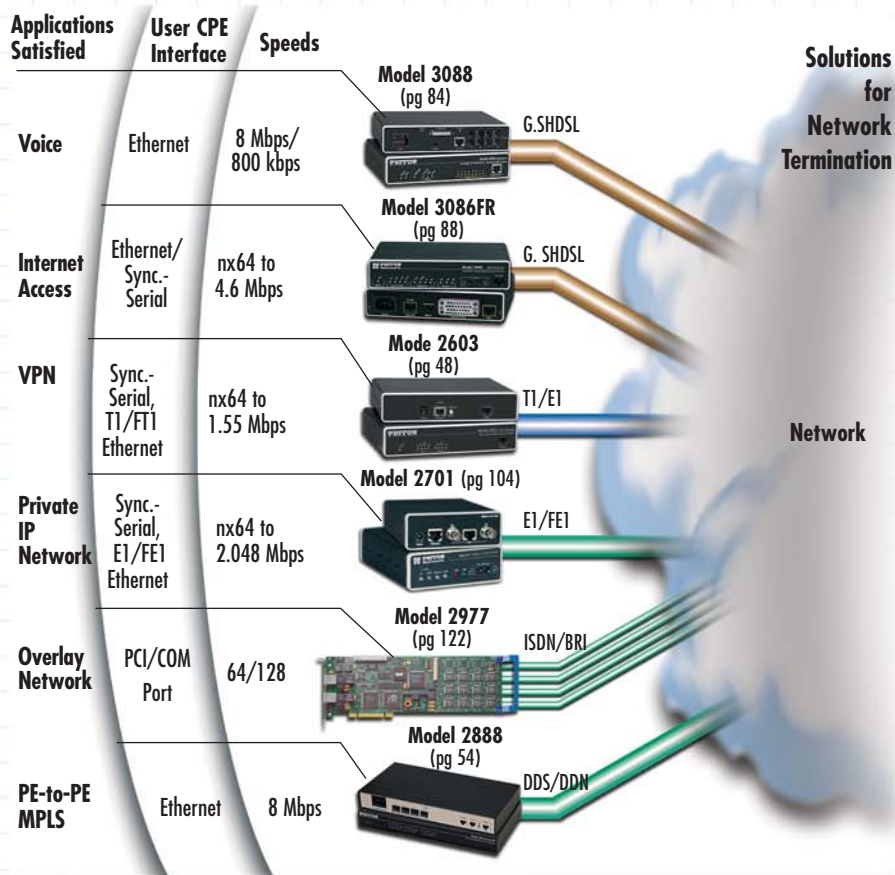 Applications
Satisfied
User CPE
Interface
Speeds
Solutions
for
Network
Termination
Model 3088
(pg 84)
G.SHDSL
Voice
Ethernet
8 Mbps/
800 kbps
Model 3086FR
(pg 88)
G. SHDSL
Internet
Access
Ethernet/
Sync.-
Serial
nx64 to
4.6 Mbps
Mode 2603
(pg 48)
T1/E1
VPN
Sync.-
Serial,
T1/FT1
Ethernet
nx64 to
1.55 Mbps
Network
Model 2701 (pg 104)
E1/FE1
Private
IP
Network
Sync.-
Serial,
E1/FE1
Ethernet
nx64 to
2.048 Mbps
Model 2977
(pg 122)
ISDN/BRI
Overlay
Network
PCI/COM
Port
64/128
Model 2888
(pg 54)
DDS/DDN
PE-to-PE
MPLS
Ethernet
8 Mbps